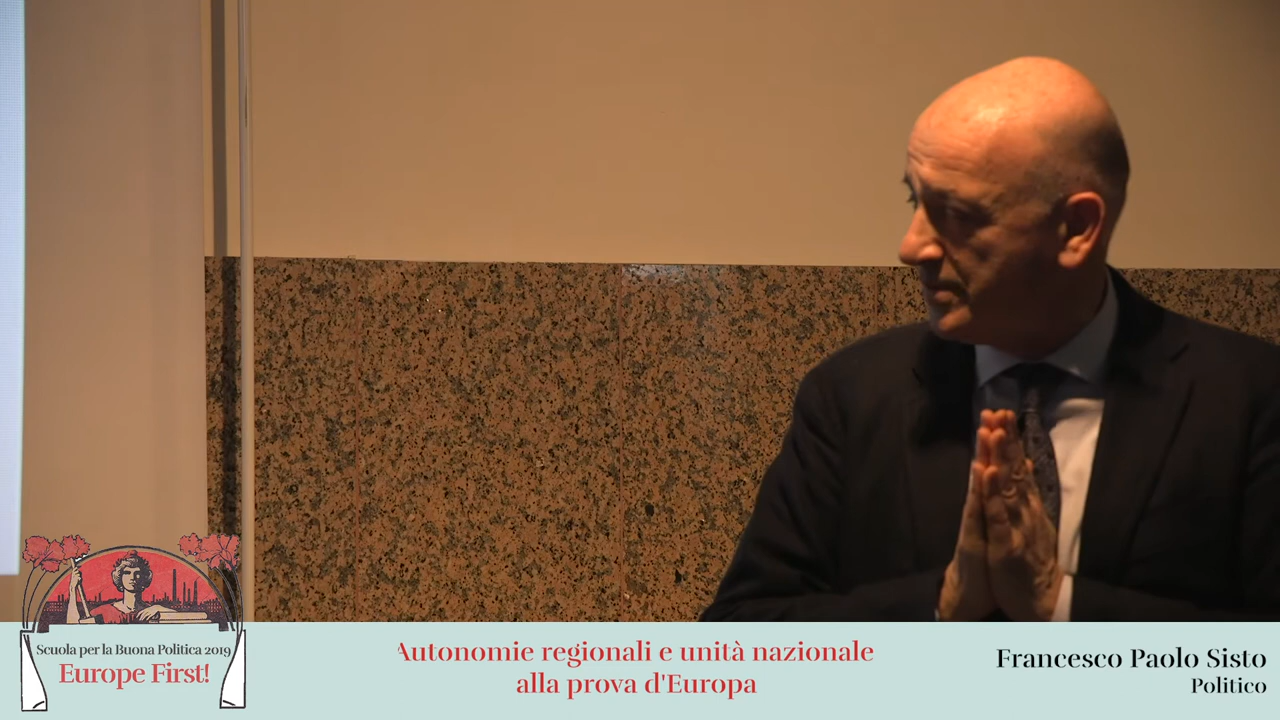 Scuola per la Buona Politica 2019
Europe First!
Autonomie regionali e unità nazionale
alla prova d'Europa
Francesco Paolo Sisto
Politico